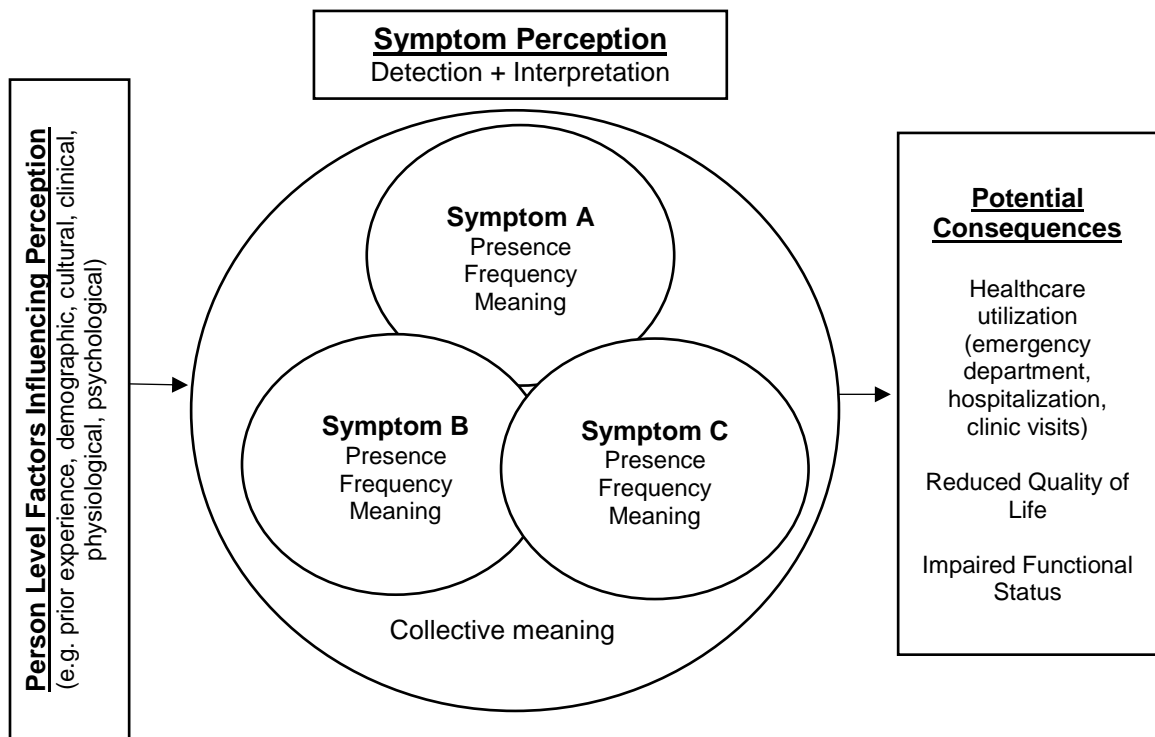 Symptom Perception
Detection + Interpretation
Person Level Factors Influencing Perception
(e.g. prior experience, demographic, cultural, clinical,
physiological, psychological)
Symptom A
Presence
Frequency
Meaning
Symptom B
Presence
Frequency
Meaning
Symptom C
Presence
Frequency
Meaning
Collective meaning
Potential
Consequences
Healthcare
utilization
(emergency
department,
hospitalization,
clinic visits)
Reduced Quality of
Life
Impaired Functional
Status